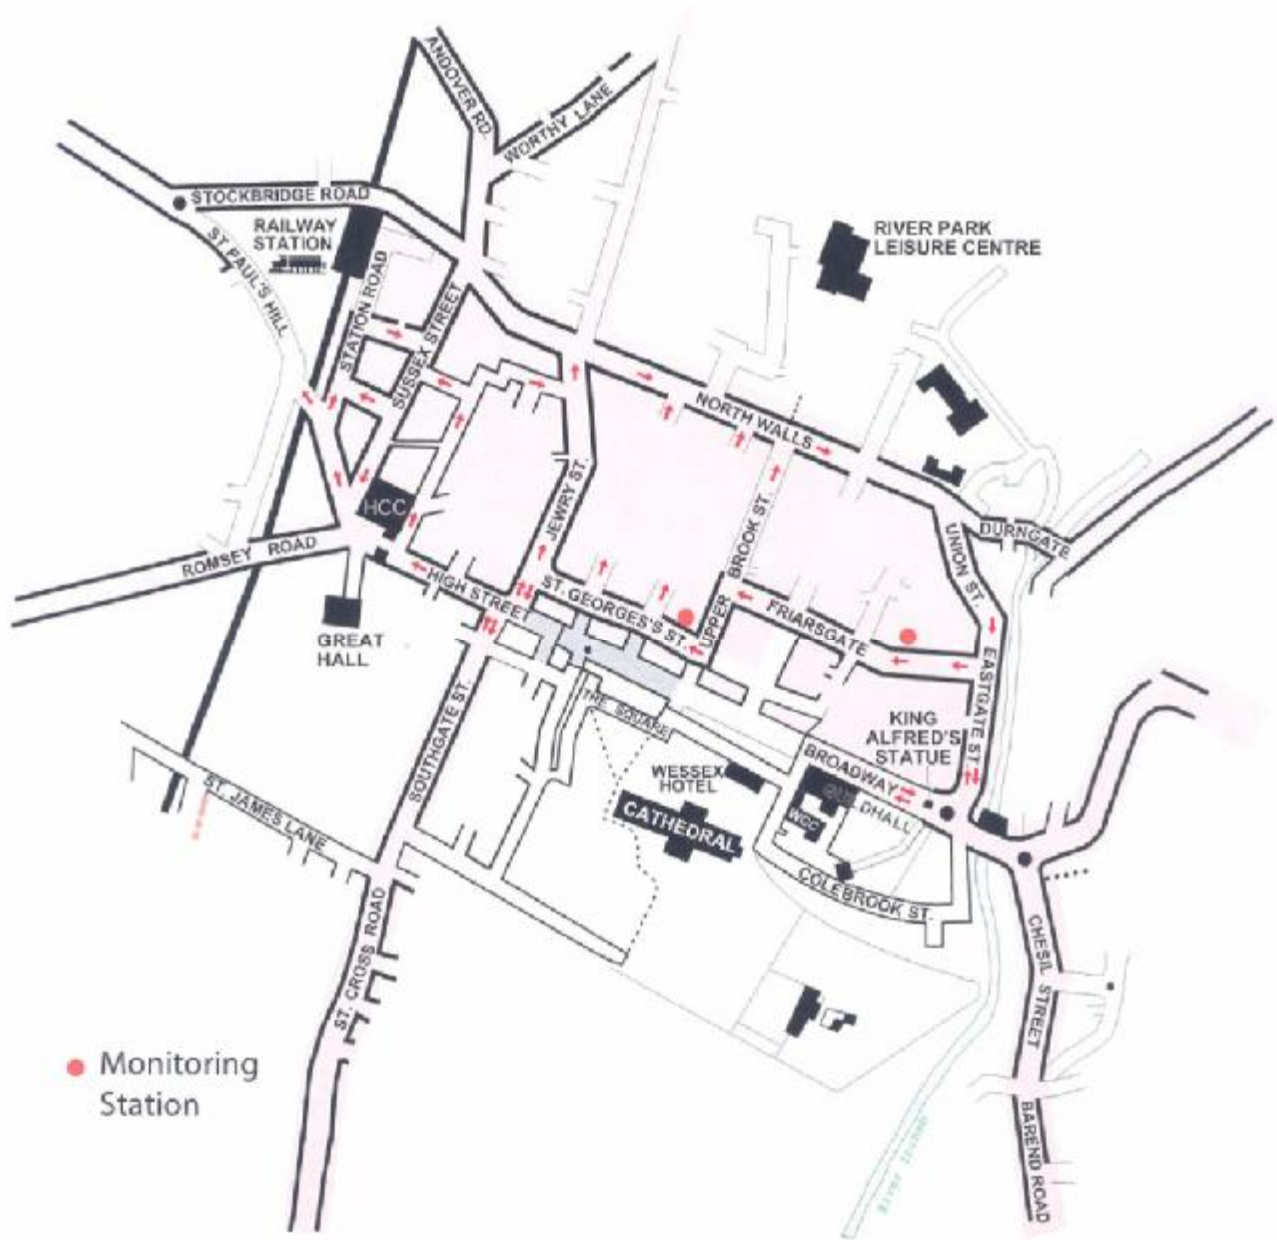 ANDOVER RD.
WORTHY LANE
STOCKBRIDGE ROAD
RAILWAY
STATION
ST PAUL'S HILL
STATION ROAD
SUSSEX STREET
RIVER PARK
LEISURE CENTRE
NORTH WALLS
HCC
JEWRY ST.
UPPER BROOK ST.
UNION ST.
DURNGATE
ROMSEY ROAD
HIGH STREET
ST. GEORGES'S ST.
FRIARSGATE
GREAT
HALL
EASTGATE ST.
KING
ALFRED'S
STATUE
THE SQUARE
SOUTHGATE ST.
BROADWAY
WESSEX
HOTEL
GUILDHALL
WCC
CATHEDRAL
ST. JAMES LANE
COLEBROOK ST.
CHESIL STREET
ST. CROSS ROAD
Monitoring
Station
BAREND ROAD
River Itchen